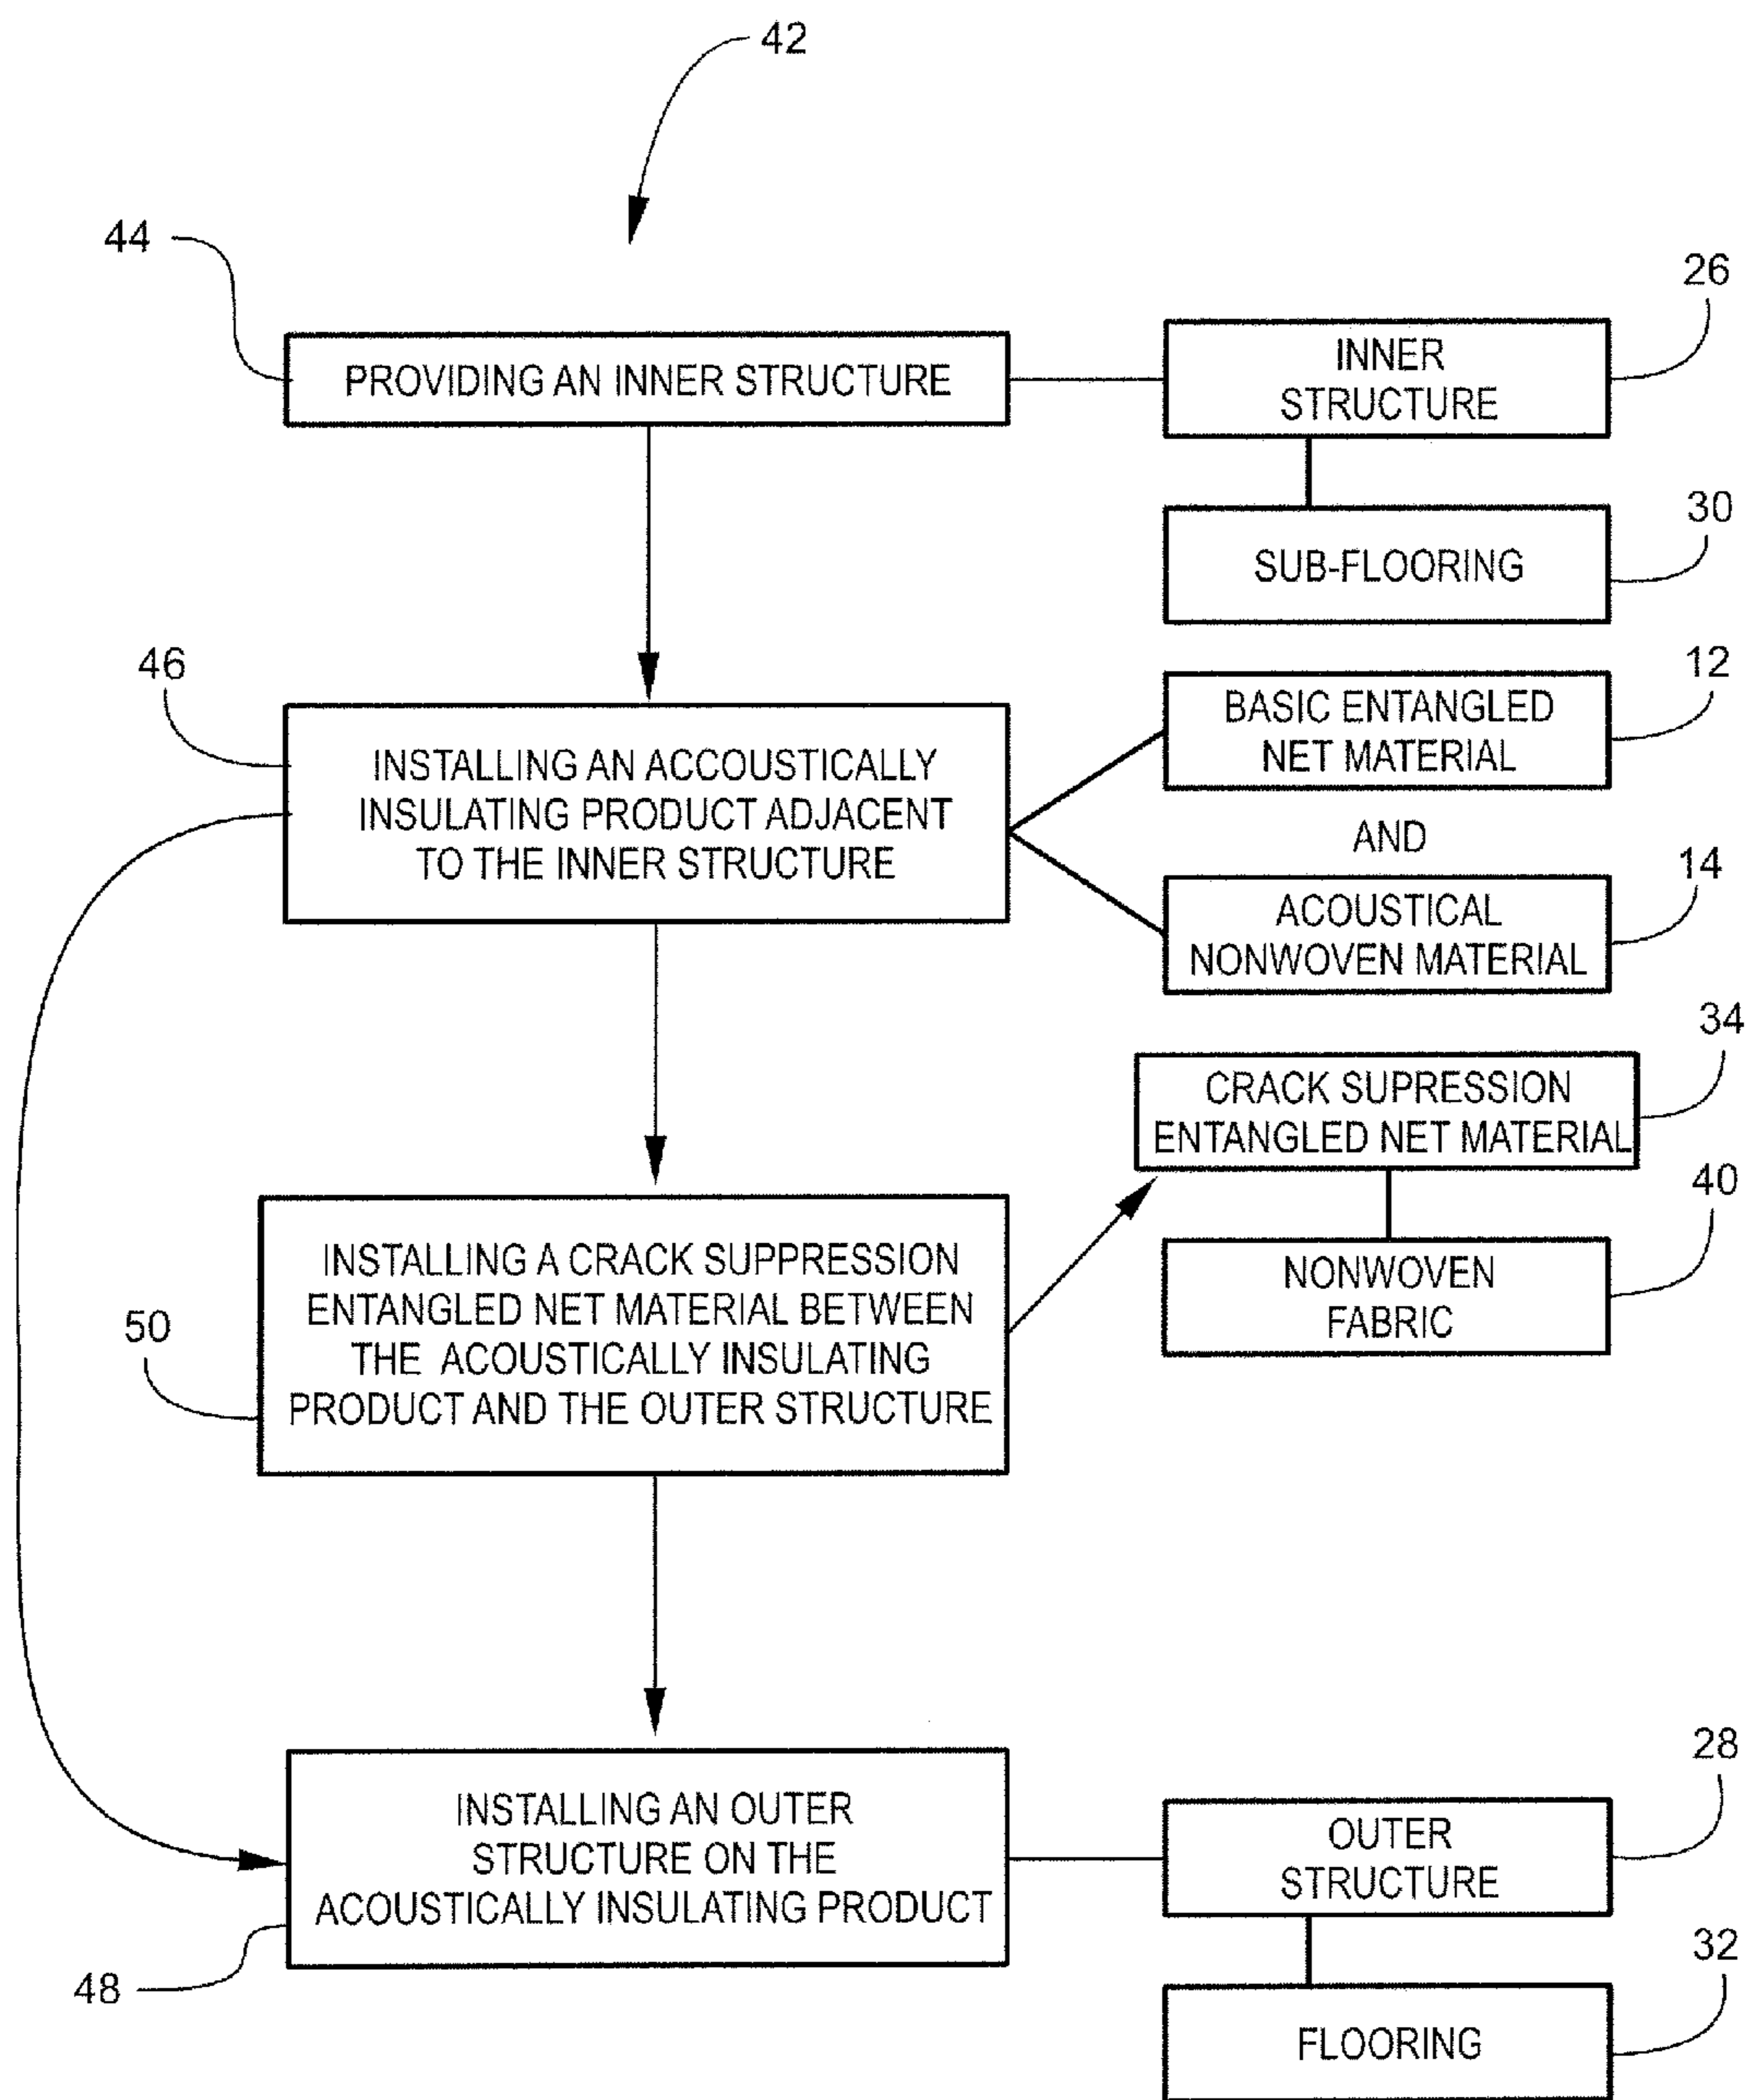 42
44
PROVIDING AN INNER STRUCTURE
INNER
STRUCTURE
26
SUB-FLOORING
30
46
INSTALLING AN ACCOUSTICALLY
INSULATING PRODUCT ADJACENT
TO THE INNER STRUCTURE
BASIC ENTANGLED
NET MATERIAL
12
AND
ACOUSTICAL
NONWOVEN MATERIAL
14
CRACK SUPRESSION
ENTANGLED NET MATERIAL
34
NONWOVEN
FABRIC
40
50
INSTALLING A CRACK SUPPRESSION
ENTANGLED NET MATERIAL BETWEEN
THE ACOUSTICALLY INSULATING
PRODUCT AND THE OUTER STRUCTURE
48
INSTALLING AN OUTER
STRUCTURE ON THE
ACOUSTICALLY INSULATING PRODUCT
OUTER
STRUCTURE
28
FLOORING
32